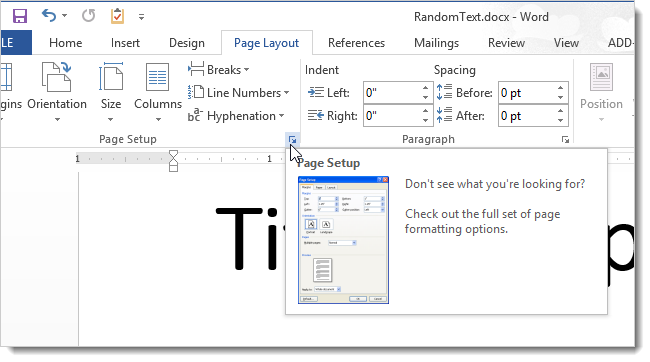 RandomText.docx - Word
LE Home Insert Design Page Layout References Mailings Review View ADD-
Breaks Indent Spacing
gins Orientation Size Columns Line Numbers Left: 0" Before: 0 pt Position
Hyphenation Right: 0" After: 0 pt
Page Setup Paragraph
1 1
Page Setup
Don't see what you're looking for?
Check out the full set of page
formatting options.
Ti p